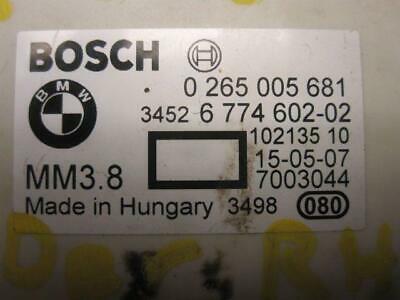 BOSCH
BMW
0 265 005 681
3452 6 774 602-02
102135 10
15-05-07
MM3.8
7003044
Made in Hungary 3498 080